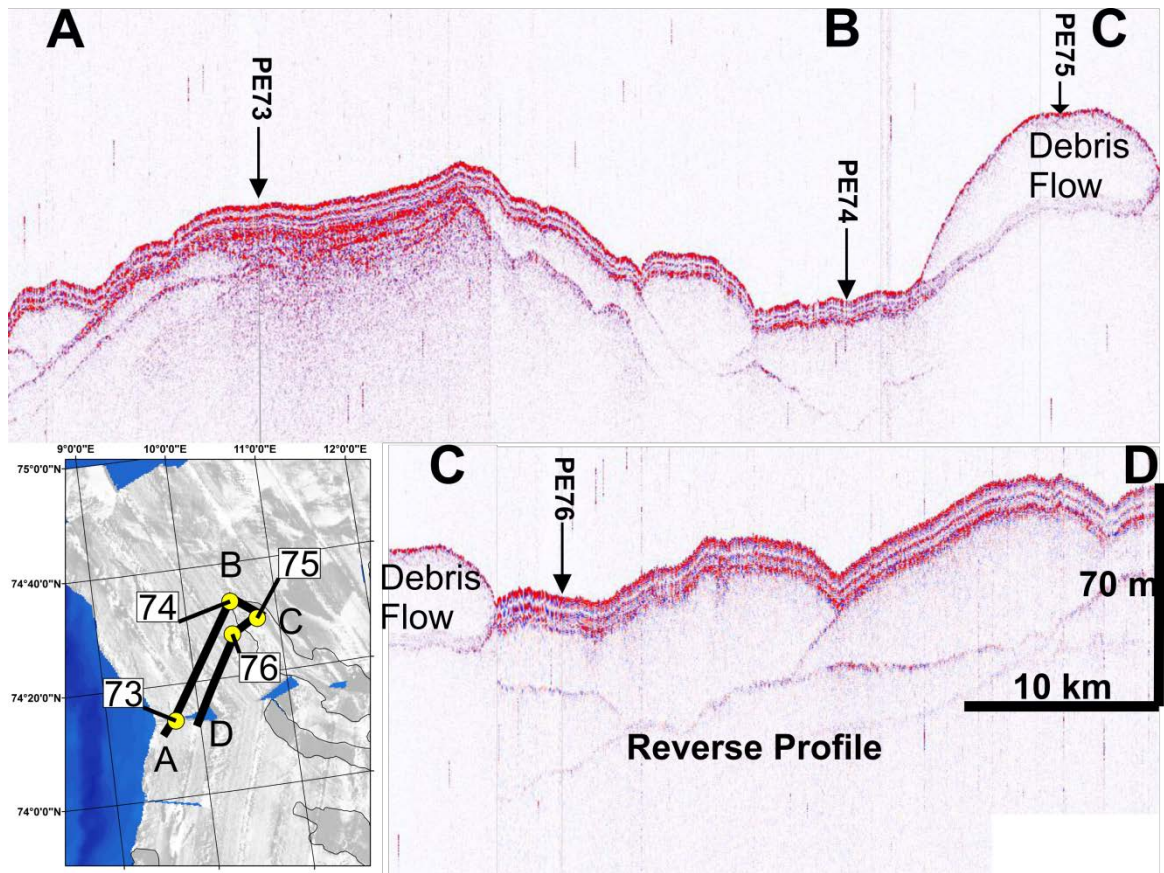 A
B
C
PE73
PE74
PE75
Debris
Flow
9°0'0"E
10°0'0"E
11°0'0"E
12°0'0"E
75°0'0"N
74°40'0"N
74°20'0"N
74°0'0"N
B
75
74
C
76
73
A
D
C
PE76
D
Debris
Flow
70 m
10 km
Reverse Profile